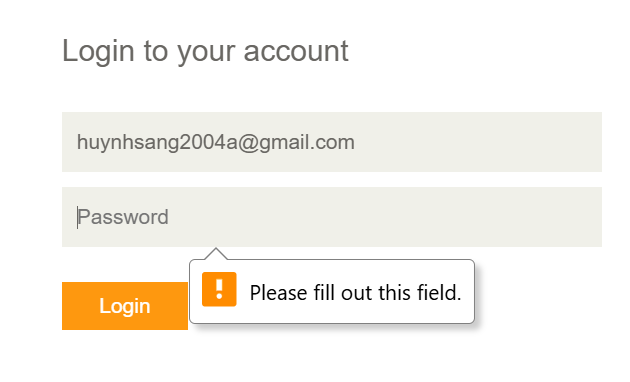 Login to your account
huynhsang2004a@gmail.com
Password
Please fill out this field.
Login